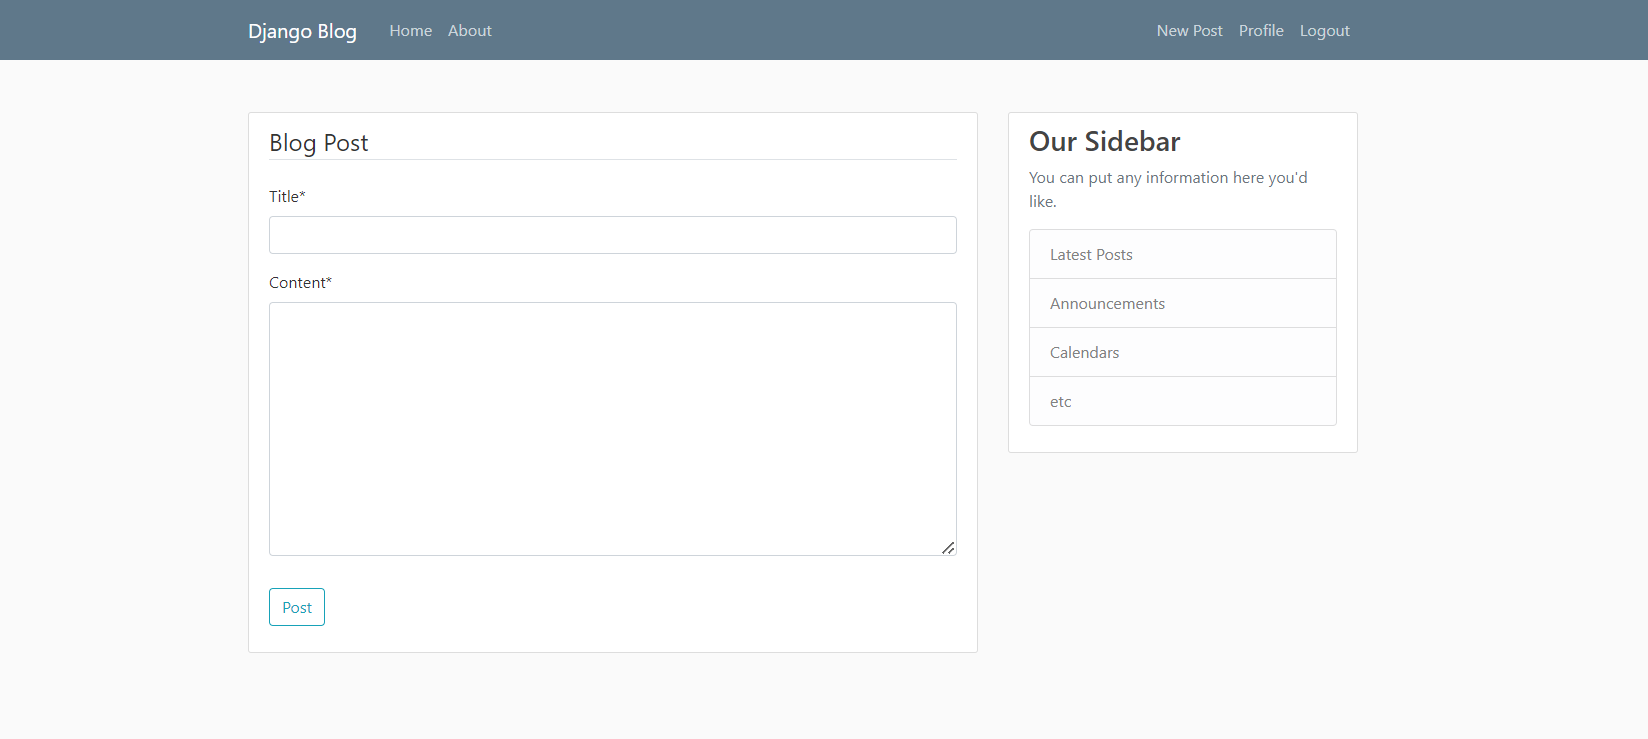 Django Blog Home About New Post Profile Logout
Blog Post
Title*
Content*
Post
Our Sidebar
You can put any information here you'd
like.
Latest Posts
Announcements
Calendars
etc